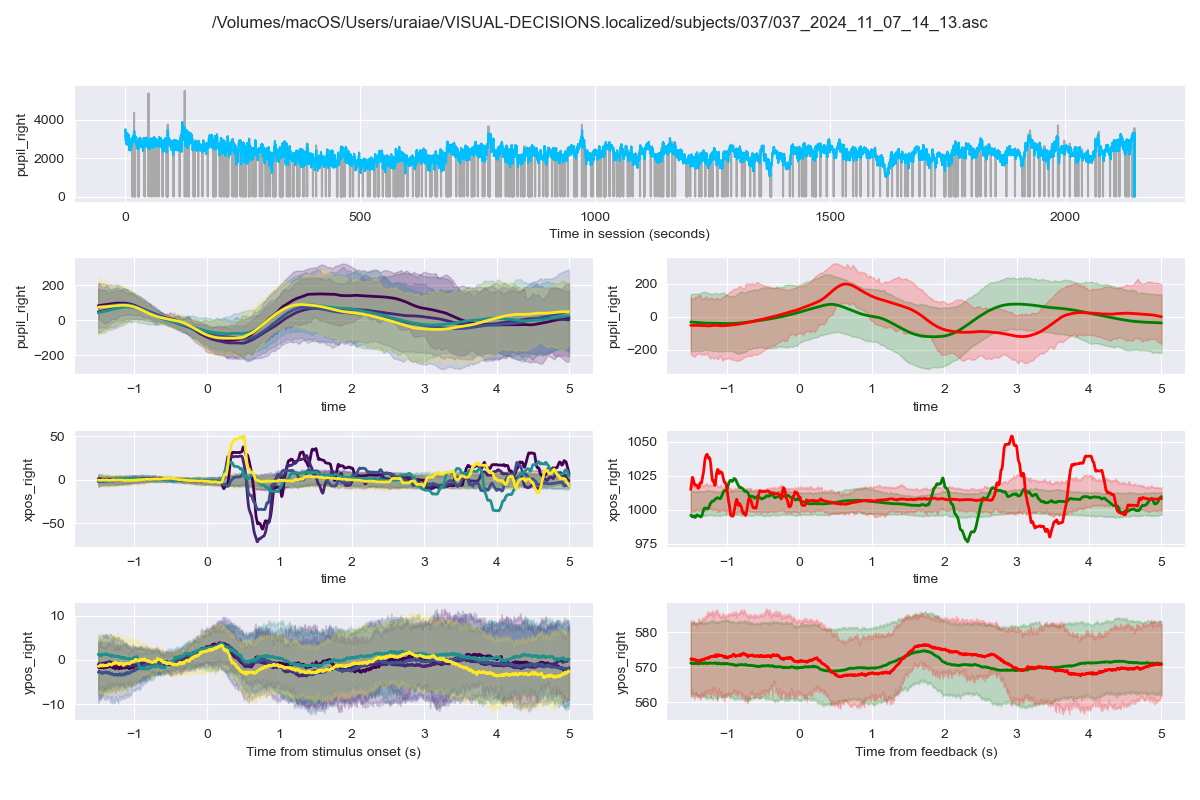 /Volumes/macOS/Users/uraiae/VISUAL-DECISIONS.localized/subjects/037/037_2024_11_07_14_13.asc
pupil_right
4000
2000
0
0 500 1000 1500 2000
Time in session (seconds)
pupil_right
200
0
−200
−1 0 1 2 3 4 5
time
pupil_right
200
0
−200
−1 0 1 2 3 4 5
time
xpos_right
50
0
−50
−1 0 1 2 3 4 5
time
xpos_right
1050
1025
1000
975
−1 0 1 2 3 4 5
time
ypos_right
10
0
−10
−1 0 1 2 3 4 5
Time from stimulus onset (s)
ypos_right
580
570
560
−1 0 1 2 3 4 5
Time from feedback (s)